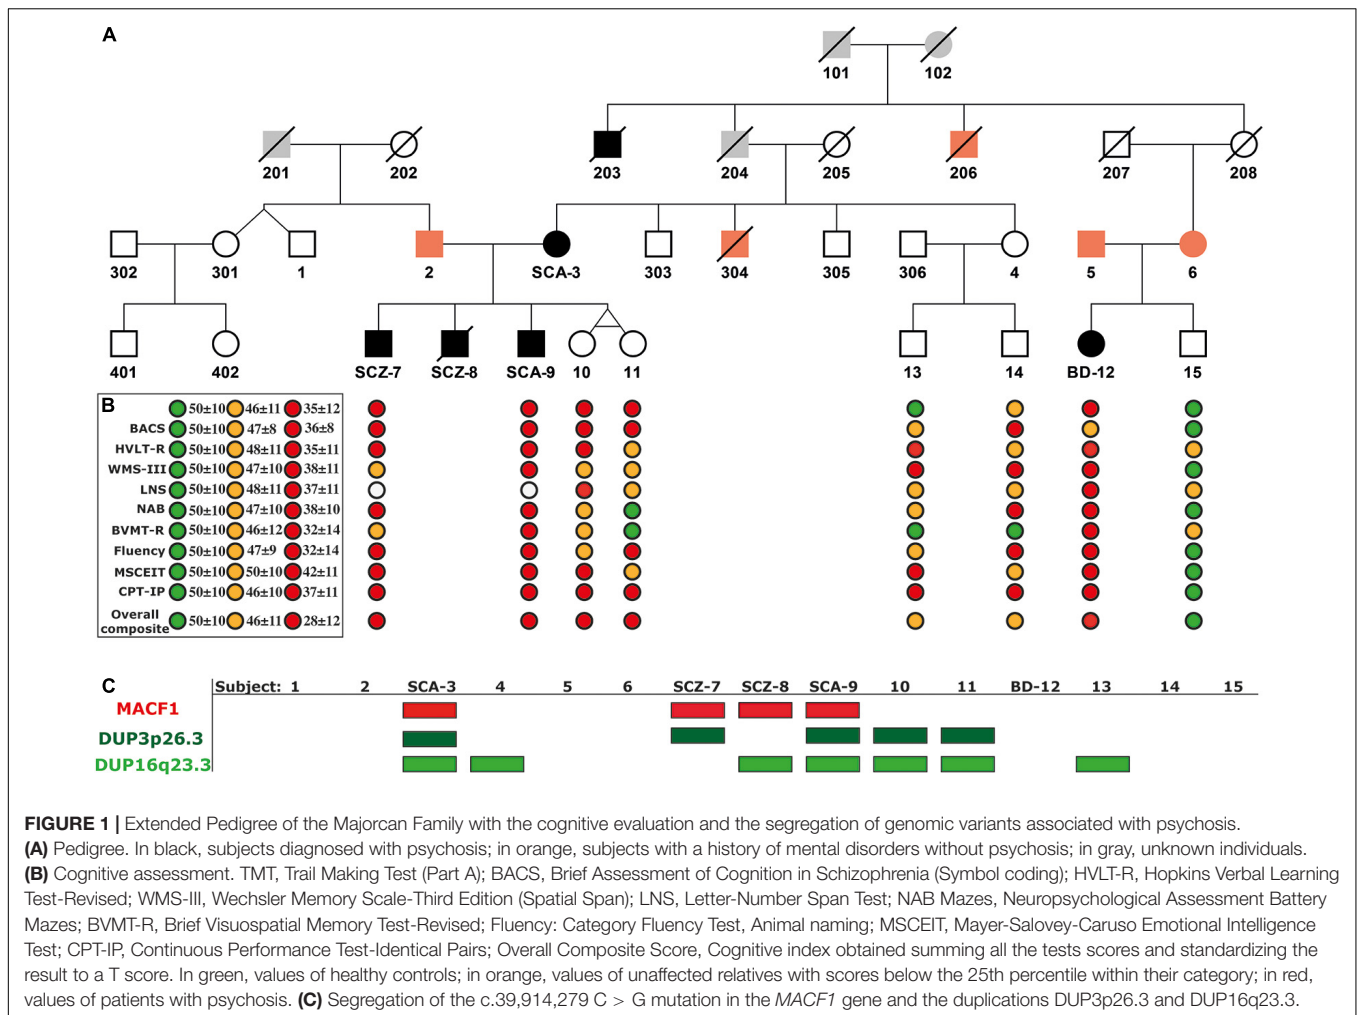 A
101 102
201 202 203 204 205 206 207 208
302 301 1 2 SCA-3 303 304 305 306 4 5 6
401 402 SCZ-7 SCZ-8 SCA-9 10 11 13 14 BD-12 15
B
50±10 46±11 35±12
BACS 50±10 47±8 36±8
HVLT-R 50±10 48±11 35±11
WMS-III 50±10 47±10 38±11
LNS 50±10 48±11 37±11
NAB 50±10 47±10 38±10
BVMT-R 50±10 46±12 32±14
Fluency 50±10 47±9 32±14
MSCEIT 50±10 50±10 42±11
CPT-IP 50±10 46±10 37±11
Overall composite 50±10 46±11 28±12
C
Subject: 1 2 SCA-3 4 5 6 SCZ-7 SCZ-8 SCA-9 10 11 BD-12 13 14 15
MACF1
DUP3p26.3
DUP16q23.3
FIGURE 1 | Extended Pedigree of the Majorcan Family with the cognitive evaluation and the segregation of genomic variants associated with psychosis.
(A) Pedigree. In black, subjects diagnosed with psychosis; in orange, subjects with a history of mental disorders without psychosis; in gray, unknown individuals.
(B) Cognitive assessment. TMT, Trail Making Test (Part A); BACS, Brief Assessment of Cognition in Schizophrenia (Symbol coding); HVLT-R, Hopkins Verbal Learning
Test-Revised; WMS-III, Wechsler Memory Scale-Third Edition (Spatial Span); LNS, Letter-Number Span Test; NAB Mazes, Neuropsychological Assessment Battery
Mazes; BVMT-R, Brief Visuospatial Memory Test-Revised; Fluency: Category Fluency Test, Animal naming; MSCEIT, Mayer-Salovey-Caruso Emotional Intelligence
Test; CPT-IP, Continuous Performance Test-Identical Pairs; Overall Composite Score, Cognitive index obtained summing all the tests scores and standardizing the
result to a T score. In green, values of healthy controls; in orange, values of unaffected relatives with scores below the 25th percentile within their category; in red,
values of patients with psychosis. (C) Segregation of the c.39,914,279 C > G mutation in the MACF1 gene and the duplications DUP3p26.3 and DUP16q23.3.